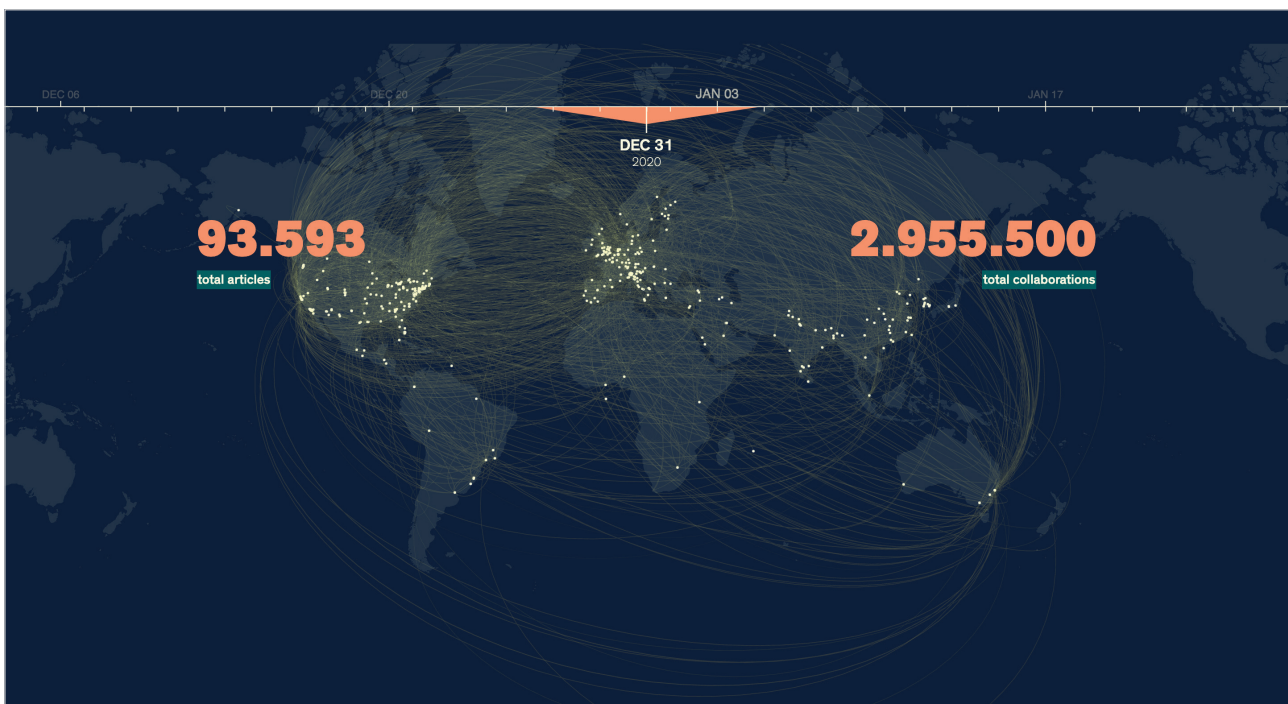 DEC 06
DEC 20
JAN 03
JAN 17
DEC 31
2020
93.593
total articles
2.955.500
total collaborations